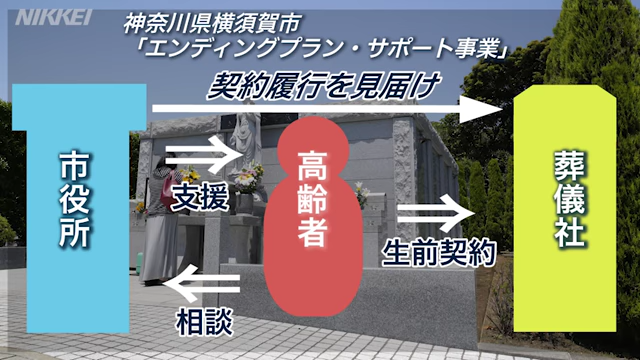 NIKKEI
神奈川県横須賀市
「エンディングプラン・サポート事業」
契約履行を見届け
市役所
支援
相談
高齢者
生前契約
葬儀社